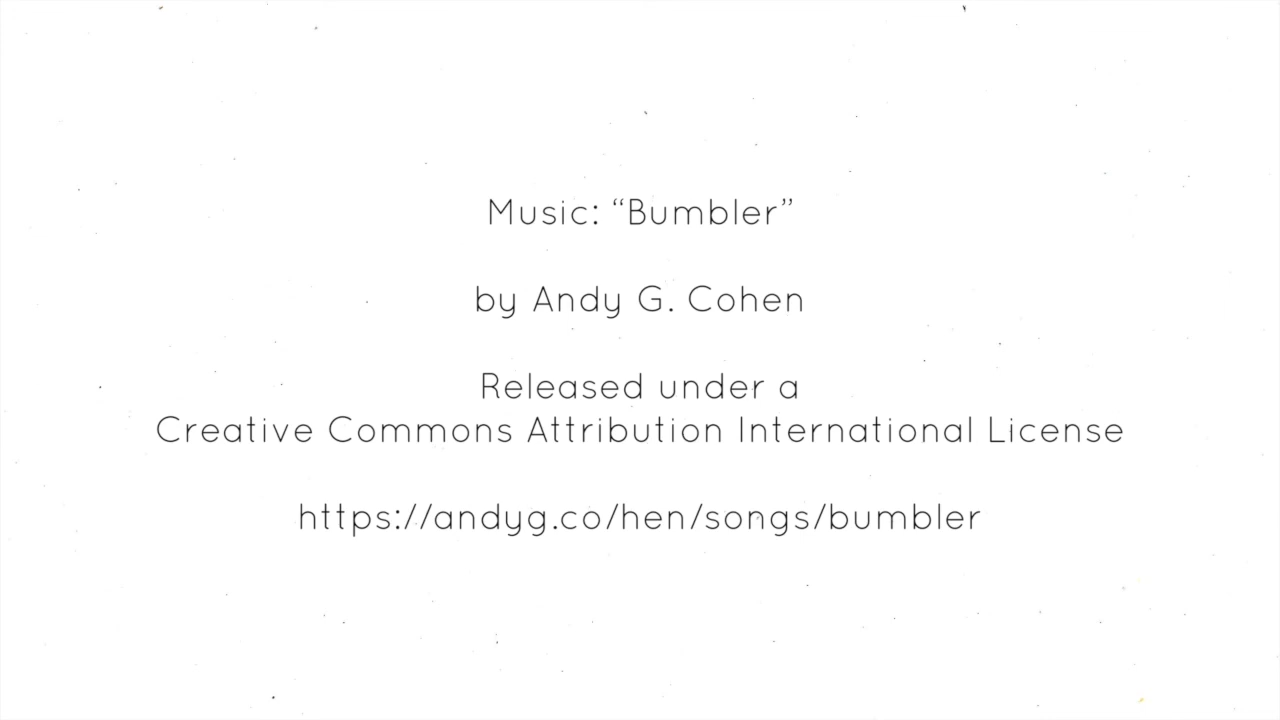 Music: “Bumbler”
by Andy G. Cohen
Released under a
Creative Commons Attribution International License
https://andyg.co/hen/songs/bumbler